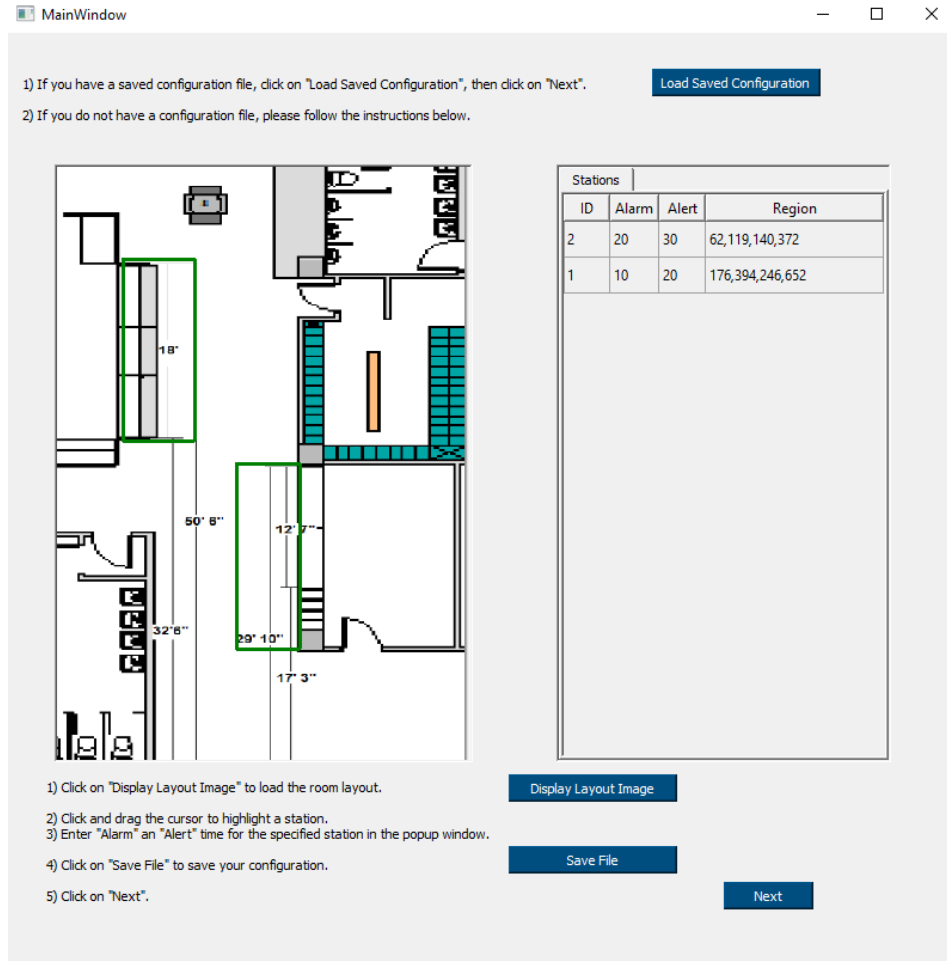 MainWindow
1) If you have a saved configuration file, click on "Load Saved Configuration", then click on "Next".
Load Saved Configuration
2) If you do not have a configuration file, please follow the instructions below.
Stations
ID Alarm Alert Region
2 20 30 62,119,140,372
1 10 20 176,394,246,652
18'
50' 6"
12' 7"
32'6"
29' 10"
17' 3"
1) Click on "Display Layout Image" to load the room layout.
Display Layout Image
2) Click and drag the cursor to highlight a station.
3) Enter "Alarm" an "Alert" time for the specified station in the popup window.
4) Click on "Save File" to save your configuration.
Save File
5) Click on "Next".
Next